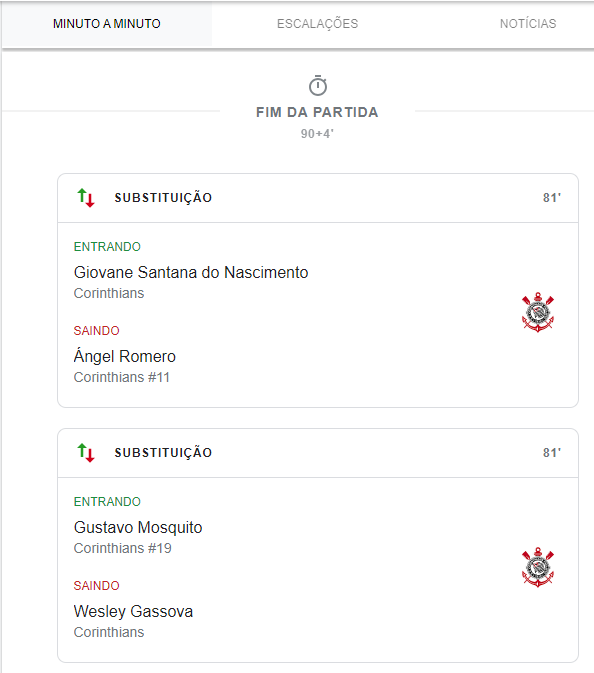 MINUTO A MINUTO ESCALAÇÕES NOTÍCIAS
FIM DA PARTIDA
90+4'
SUBSTITUIÇÃO 81'
ENTRANDO
Giovane Santana do Nascimento
Corinthians
SAINDO
Ángel Romero
Corinthians #11
SUBSTITUIÇÃO 81'
ENTRANDO
Gustavo Mosquito
Corinthians #19
SAINDO
Wesley Gassova
Corinthians